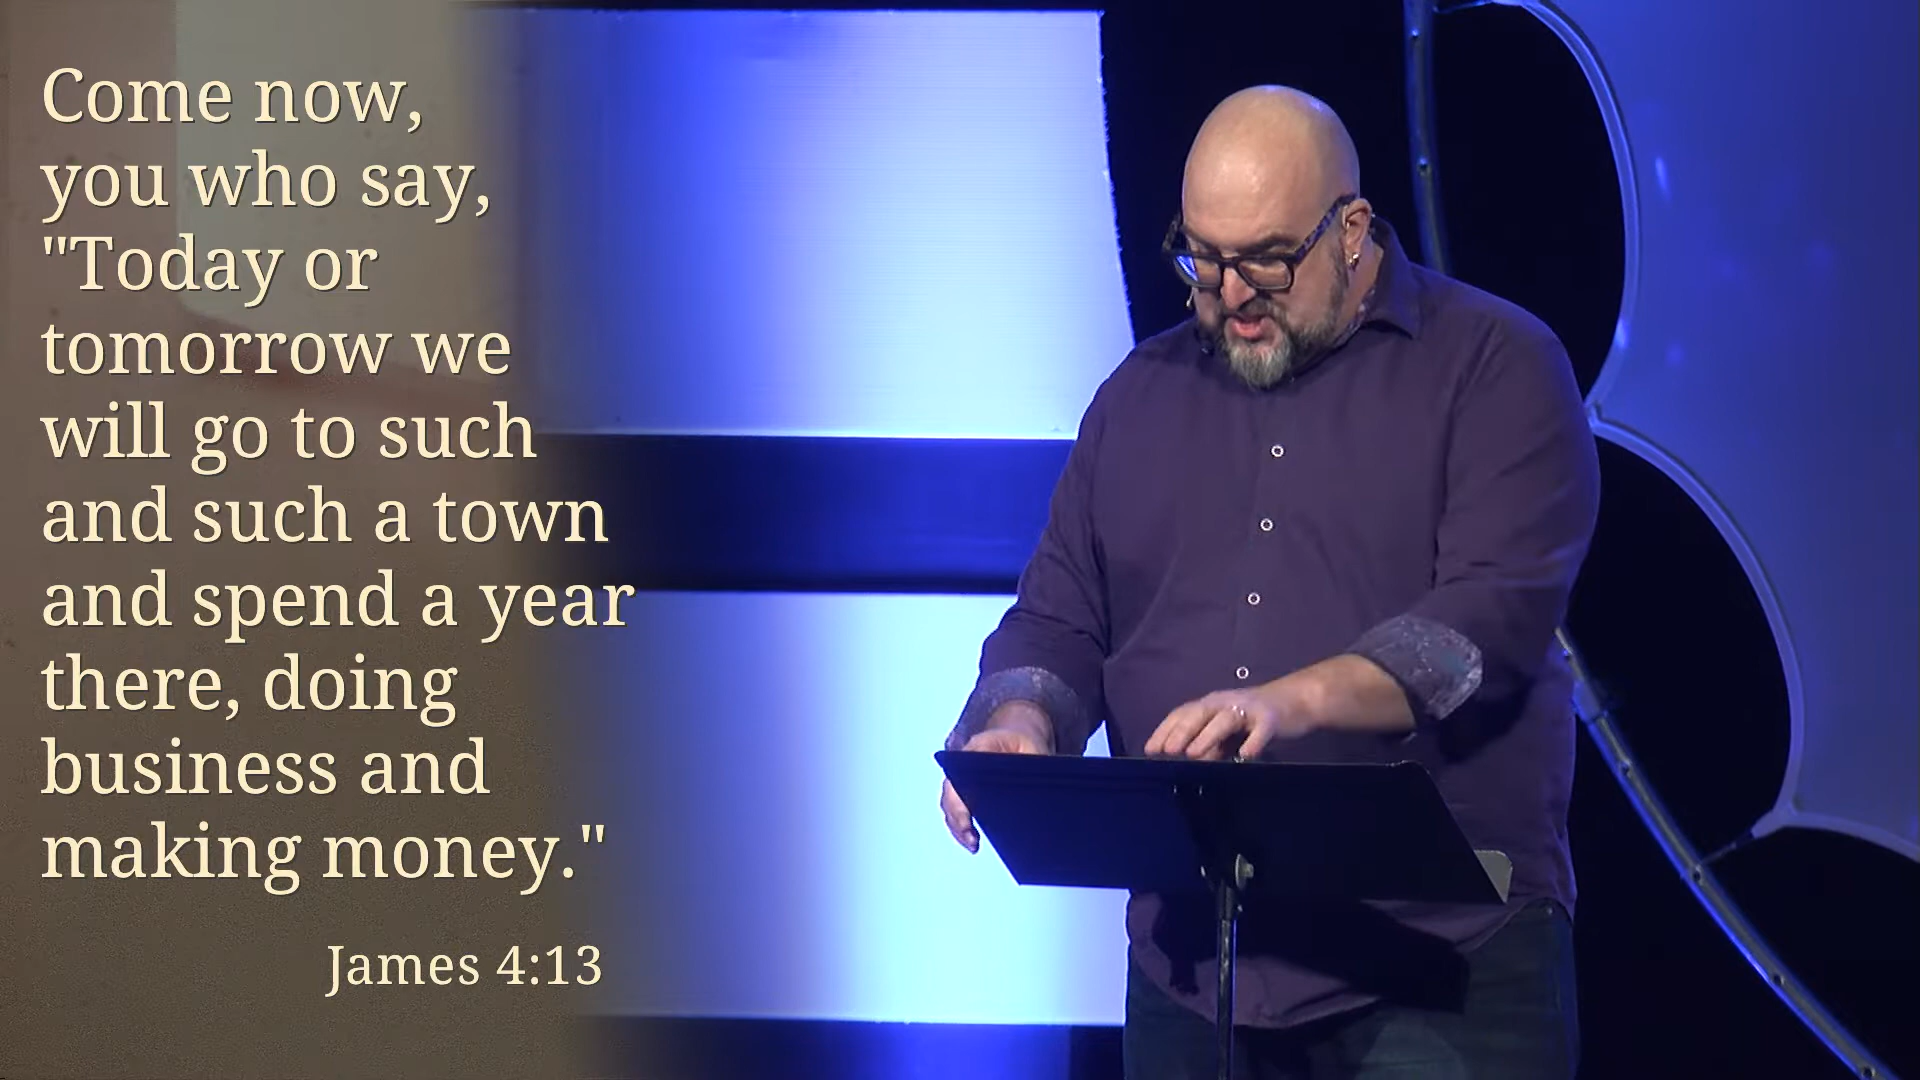 Come now,
you who say,
"Today or
tomorrow we
will go to such
and such a town
and spend a year
there, doing
business and
making money."
James 4:13